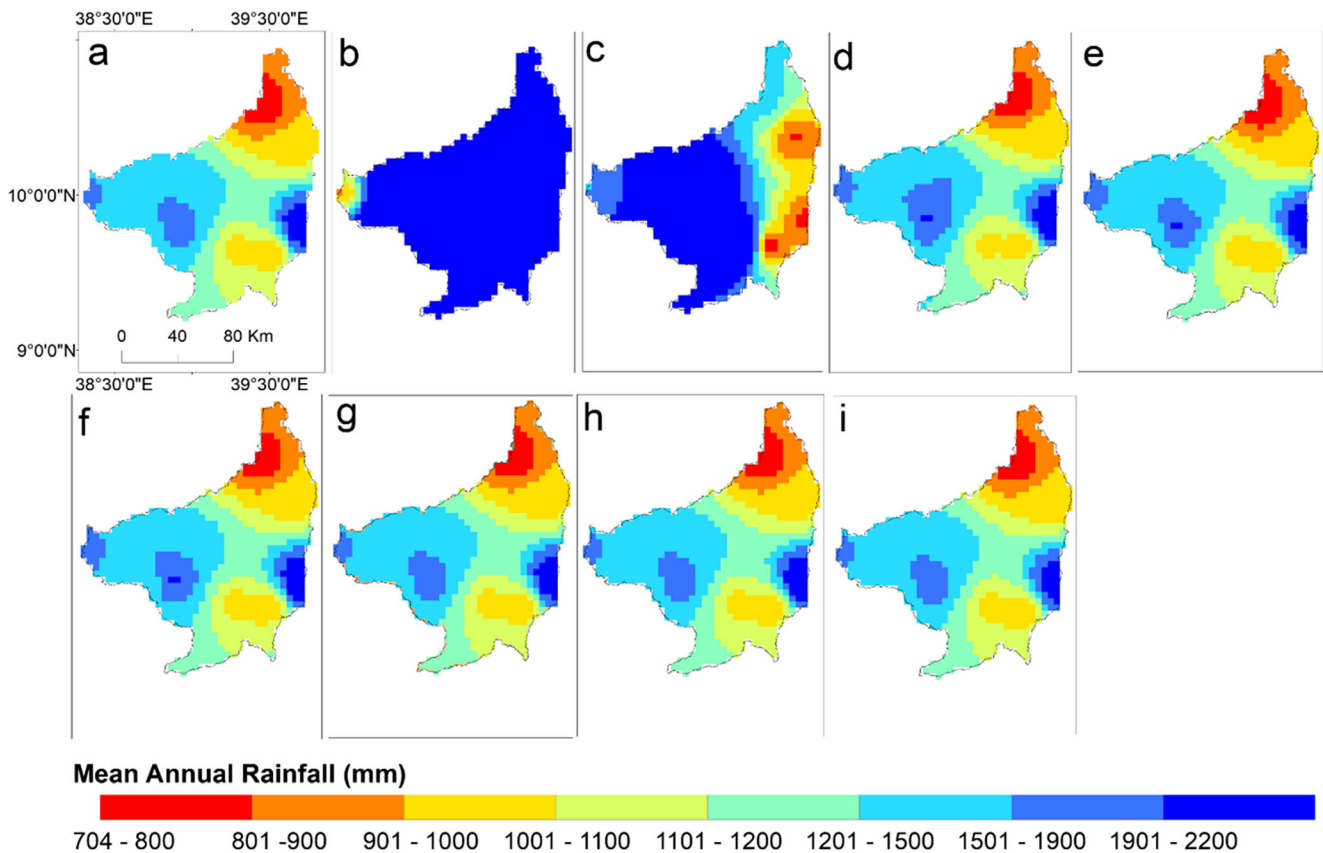 38°30'0"E 39°30'0"E
a b c d e
10°0'0"N
0 40 80 Km
9°0'0"N
38°30'0"E 39°30'0"E
f g h i
Mean Annual Rainfall (mm)
704 - 800 801 -900 901 - 1000 1001 - 1100 1101 - 1200 1201 - 1500 1501 - 1900 1901 - 2200